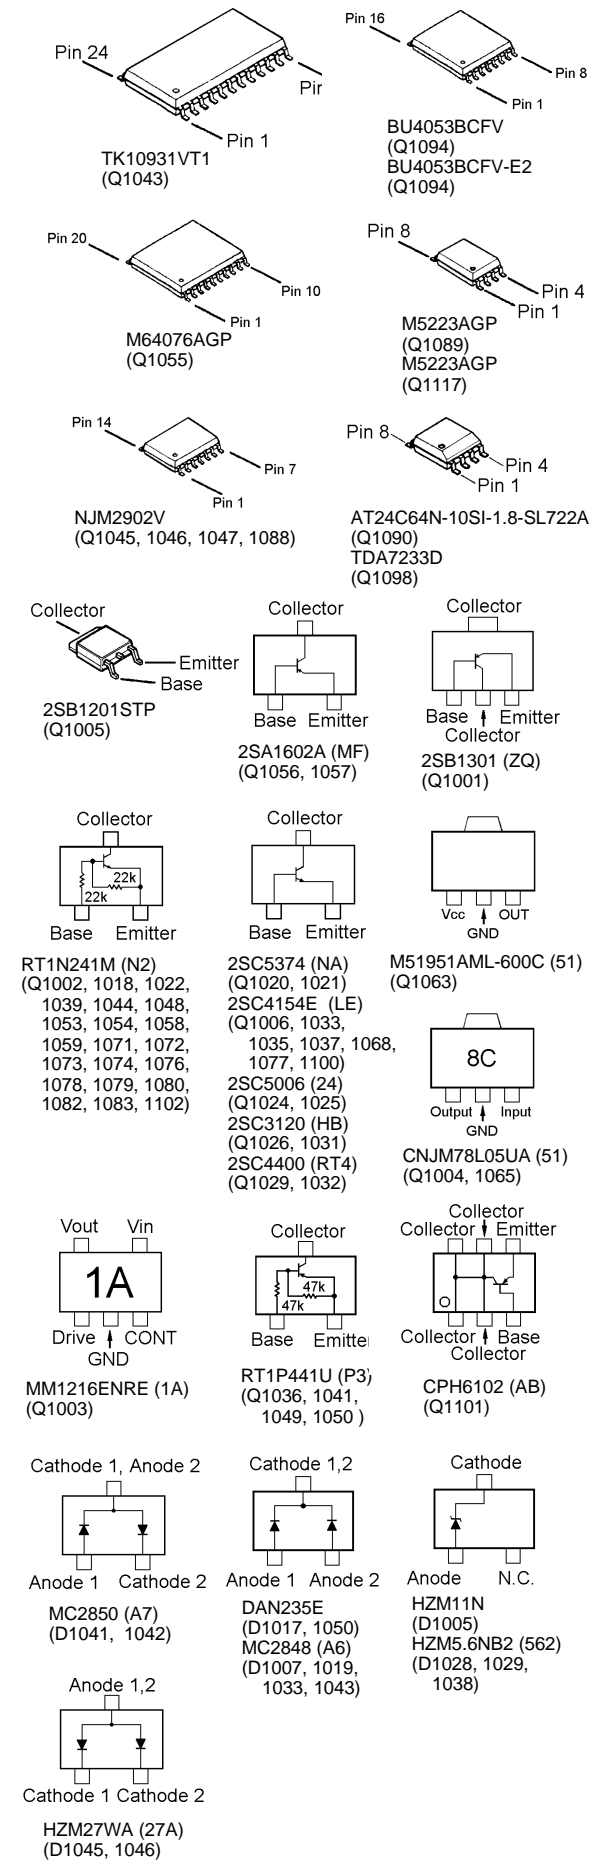 Pin 24
Pin 1
TK10931VT1
(Q1043)
Pin 16
Pin 8
Pin 1
BU4053BCFV
(Q1094)
BU4053BCFV-E2
(Q1094)
Pin 20
Pin 10
Pin 1
M64076AGP
(Q1055)
Pin 8
Pin 4
Pin 1
M5223AGP
(Q1089)
M5223AGP
(Q1117)
Pin 14
Pin 7
Pin 1
NJM2902V
(Q1045, 1046, 1047, 1088)
Pin 8
Pin 4
Pin 1
AT24C64N-10SI-1.8-SL722A
(Q1090)
TDA7233D
(Q1098)
Collector
Emitter
Base
2SB1201STP
(Q1005)
Collector
Base Emitter
2SA1602A (MF)
(Q1056, 1057)
Collector
Base Emitter
Collector
2SB1301 (ZQ)
(Q1001)
Collector
22k
22k
Base Emitter
RT1N241M (N2)
(Q1002, 1018, 1022,
1039, 1044, 1048,
1053, 1054, 1058,
1059, 1071, 1072,
1073, 1074, 1076,
1078, 1079, 1080,
1082, 1083, 1102)
Collector
Base Emitter
2SC5374 (NA)
(Q1020, 1021)
2SC4154E (LE)
(Q1006, 1033,
1035, 1037, 1068,
1077, 1100)
2SC5006 (24)
(Q1024, 1025)
2SC3120 (HB)
(Q1026, 1031)
2SC4400 (RT4)
(Q1029, 1032)
Vcc OUT
GND
M51951AML-600C (51)
(Q1063)
8C
Output Input
GND
CNJM78L05UA (51)
(Q1004, 1065)
Vout Vin
1A
Drive CONT
GND
MM1216ENRE (1A)
(Q1003)
Collector
47k
47k
Base Emitter
RT1P441U (P3)
(Q1036, 1041,
1049, 1050 )
Collector
Collector Emitter
Collector Base
Collector
CPH6102 (AB)
(Q1101)
Cathode 1, Anode 2
Anode 1 Cathode 2
MC2850 (A7)
(D1041, 1042)
Cathode 1,2
Anode 1 Anode 2
DAN235E
(D1017, 1050)
MC2848 (A6)
(D1007, 1019,
1033, 1043)
Cathode
Anode N.C.
HZM11N
(D1005)
HZM5.6NB2 (562)
(D1028, 1029,
1038)
Anode 1,2
Cathode 1 Cathode 2
HZM27WA (27A)
(D1045, 1046)